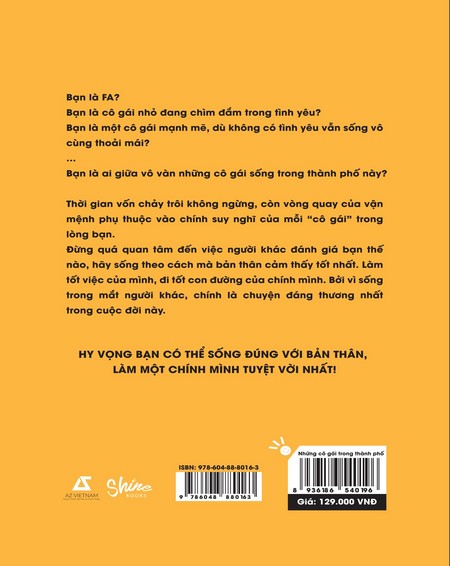 Bạn là FA?
Bạn là cô gái nhỏ đang chìm đắm trong tình yêu?
Bạn là một cô gái mạnh mẽ, dù không có tình yêu vẫn sống vô
cùng thoải mái?
...
Bạn là ai giữa vô vàn những cô gái sống trong thành phố này?
Thời gian vốn chảy trôi không ngừng, còn vòng quay của vận
mệnh phụ thuộc vào chính suy nghĩ của mỗi “cô gái” trong
lòng bạn.
Đừng quá quan tâm đến việc người khác đánh giá bạn thế
nào, hãy sống theo cách mà bản thân cảm thấy tốt nhất. Làm
tốt việc của mình, đi tốt con đường của chính mình. Bởi vì sống
trong mắt người khác, chính là chuyện đáng thương nhất
trong cuộc đời này.
HY VỌNG BẠN CÓ THỂ SỐNG ĐÚNG VỚI BẢN THÂN,
LÀM MỘT CHÍNH MÌNH TUYỆT VỜI NHẤT!
AZ VIETNAM
Shine
BOOKS
ISBN: 978-604-88-8016-3
9 786048 880163
Những cô gái trong thành phố
8 936186 540196
Giá: 129.000 VNĐ